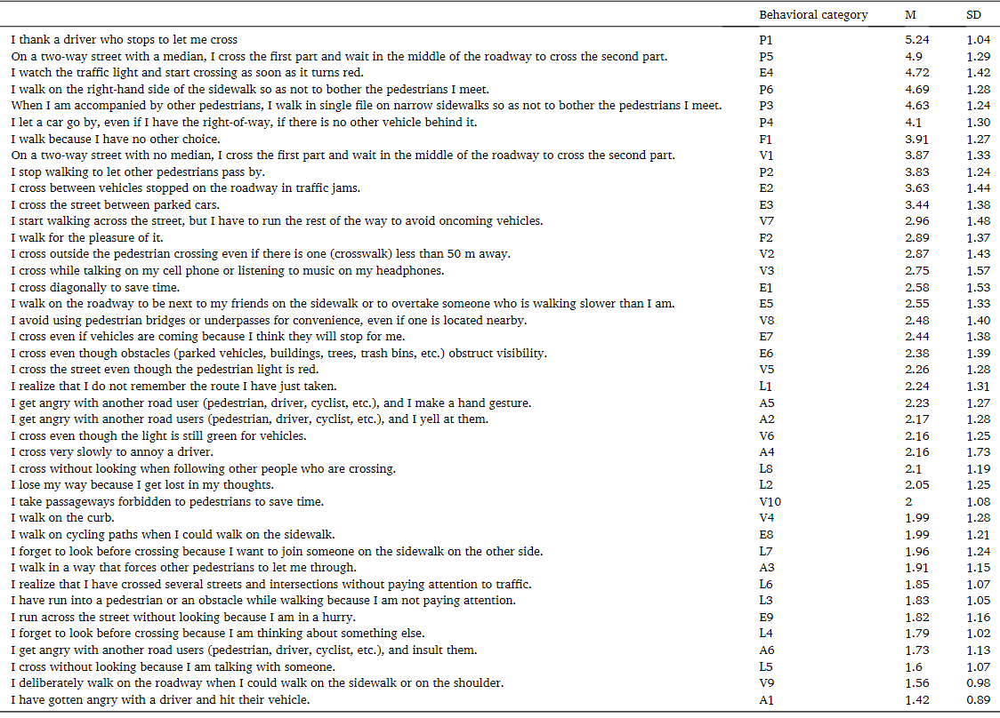 Behavioral category M SD
I thank a driver who stops to let me cross P1 5.24 1.04
On a two-way street with a median, I cross the first part and wait in the middle of the roadway to cross the second part. P5 4.9 1.29
I watch the traffic light and start crossing as soon as it turns red. E4 4.72 1.42
I walk on the right-hand side of the sidewalk so as not to bother the pedestrians I meet. P6 4.69 1.28
When I am accompanied by other pedestrians, I walk in single file on narrow sidewalks so as not to bother the pedestrians I meet. P3 4.63 1.24
I let a car go by, even if I have the right-of-way, if there is no other vehicle behind it. P4 4.1 1.30
I walk because I have no other choice. F1 3.91 1.27
On a two-way street with no median, I cross the first part and wait in the middle of the roadway to cross the second part. V1 3.87 1.33
I stop walking to let other pedestrians pass by. P2 3.83 1.24
I cross between vehicles stopped on the roadway in traffic jams. E2 3.63 1.44
I cross the street between parked cars. E3 3.44 1.38
I start walking across the street, but I have to run the rest of the way to avoid oncoming vehicles. V7 2.96 1.48
I walk for the pleasure of it. F2 2.89 1.37
I cross outside the pedestrian crossing even if there is one (crosswalk) less than 50 m away. V2 2.87 1.43
I cross while talking on my cell phone or listening to music on my headphones. V3 2.75 1.57
I cross diagonally to save time. E1 2.58 1.53
I walk on the roadway to be next to my friends on the sidewalk or to overtake someone who is walking slower than I am. E5 2.55 1.33
I avoid using pedestrian bridges or underpasses for convenience, even if one is located nearby. V8 2.48 1.40
I cross even if vehicles are coming because I think they will stop for me. E7 2.44 1.38
I cross even though obstacles (parked vehicles, buildings, trees, trash bins, etc.) obstruct visibility. E6 2.38 1.39
I cross the street even though the pedestrian light is red. V5 2.26 1.28
I realize that I do not remember the route I have just taken. L1 2.24 1.31
I get angry with another road user (pedestrian, driver, cyclist, etc.), and I make a hand gesture. A5 2.23 1.27
I get angry with another road users (pedestrian, driver, cyclist, etc.), and I yell at them. A2 2.17 1.28
I cross even though the light is still green for vehicles. V6 2.16 1.25
I cross very slowly to annoy a driver. A4 2.16 1.73
I cross without looking when following other people who are crossing. L8 2.1 1.19
I lose my way because I get lost in my thoughts. L2 2.05 1.25
I take passageways forbidden to pedestrians to save time. V10 2 1.08
I walk on the curb. V4 1.99 1.28
I walk on cycling paths when I could walk on the sidewalk. E8 1.99 1.21
I forget to look before crossing because I want to join someone on the sidewalk on the other side. L7 1.96 1.24
I walk in a way that forces other pedestrians to let me through. A3 1.91 1.15
I realize that I have crossed several streets and intersections without paying attention to traffic. L6 1.85 1.07
I have run into a pedestrian or an obstacle while walking because I am not paying attention. L3 1.83 1.05
I run across the street without looking because I am in a hurry. E9 1.82 1.16
I forget to look before crossing because I am thinking about something else. L4 1.79 1.02
I get angry with another road users (pedestrian, driver, cyclist, etc.), and insult them. A6 1.73 1.13
I cross without looking because I am talking with someone. L5 1.6 1.07
I deliberately walk on the roadway when I could walk on the sidewalk or on the shoulder. V9 1.56 0.98
I have gotten angry with a driver and hit their vehicle. A1 1.42 0.89